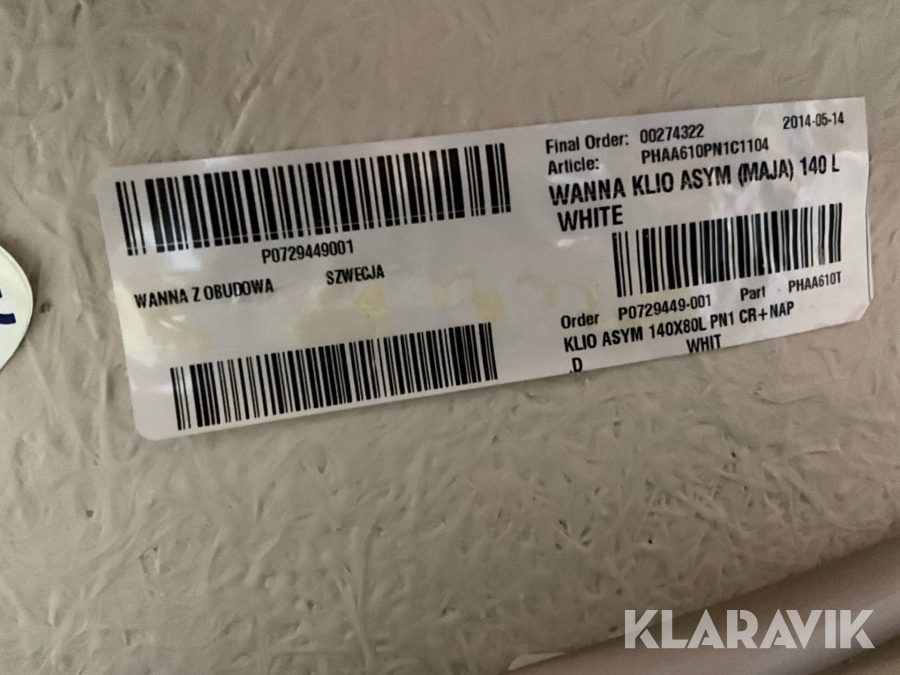 P0729449001
WANNA Z OBUDOWA SZWECJA
Final Order: 00274322 2014-05-14
Article: PHAA610PN1C1104
WANNA KLIO ASYM (MAJA) 140 L
WHITE
Order P0729449-001 Part PHAA610T
KLIO ASYM 140X80L PN1 CR+NAP
.D WHIT
KLARAVIK